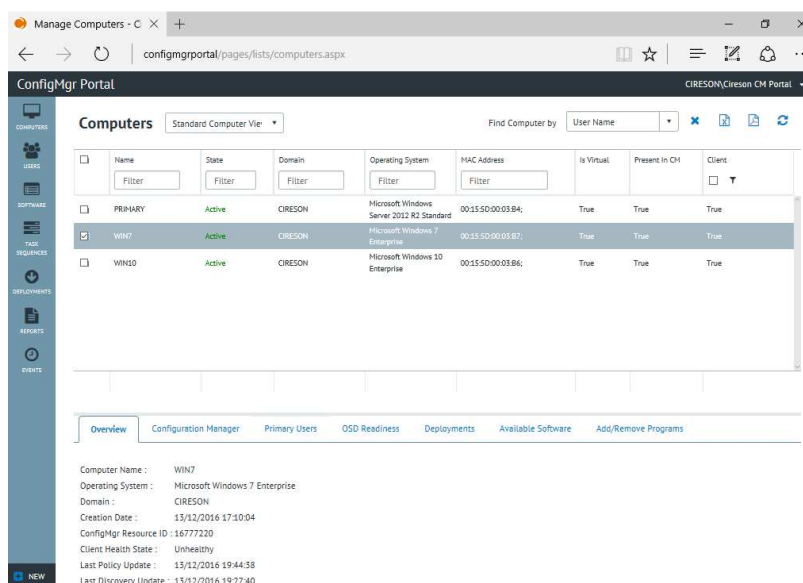 Manage Computers - C
configmgrportal/pages/lists/computers.aspx
ConfigMgr Portal
CIRESON\Cireson CM Portal
COMPUTERS
USERS
SOFTWARE
TASK
SEQUENCES
DEPLOYMENTS
REPORTS
EVENTS
NEW
Computers
Standard Computer Vie
Find Computer by
User Name
Name State Domain Operating System MAC Address Is Virtual Present In CM Client
Filter Filter Filter Filter Filter
PRIMARY Active CIRESON Microsoft Windows Server 2012 R2 Standard 00:15:5D:00:03:B4; True True True
WIN7 Active CIRESON Microsoft Windows 7 Enterprise 00:15:5D:00:03:B7; True True True
WIN10 Active CIRESON Microsoft Windows 10 Enterprise 00:15:5D:00:03:B6; True True True
Overview Configuration Manager Primary Users OSD Readiness Deployments Available Software Add/Remove Programs
Computer Name : WIN7
Operating System : Microsoft Windows 7 Enterprise
Domain : CIRESON
Creation Date : 13/12/2016 17:10:04
ConfigMgr Resource ID : 16777220
Client Health State : Unhealthy
Last Policy Update : 13/12/2016 19:44:38
Last Discovery Update : 13/12/2016 19:27:40